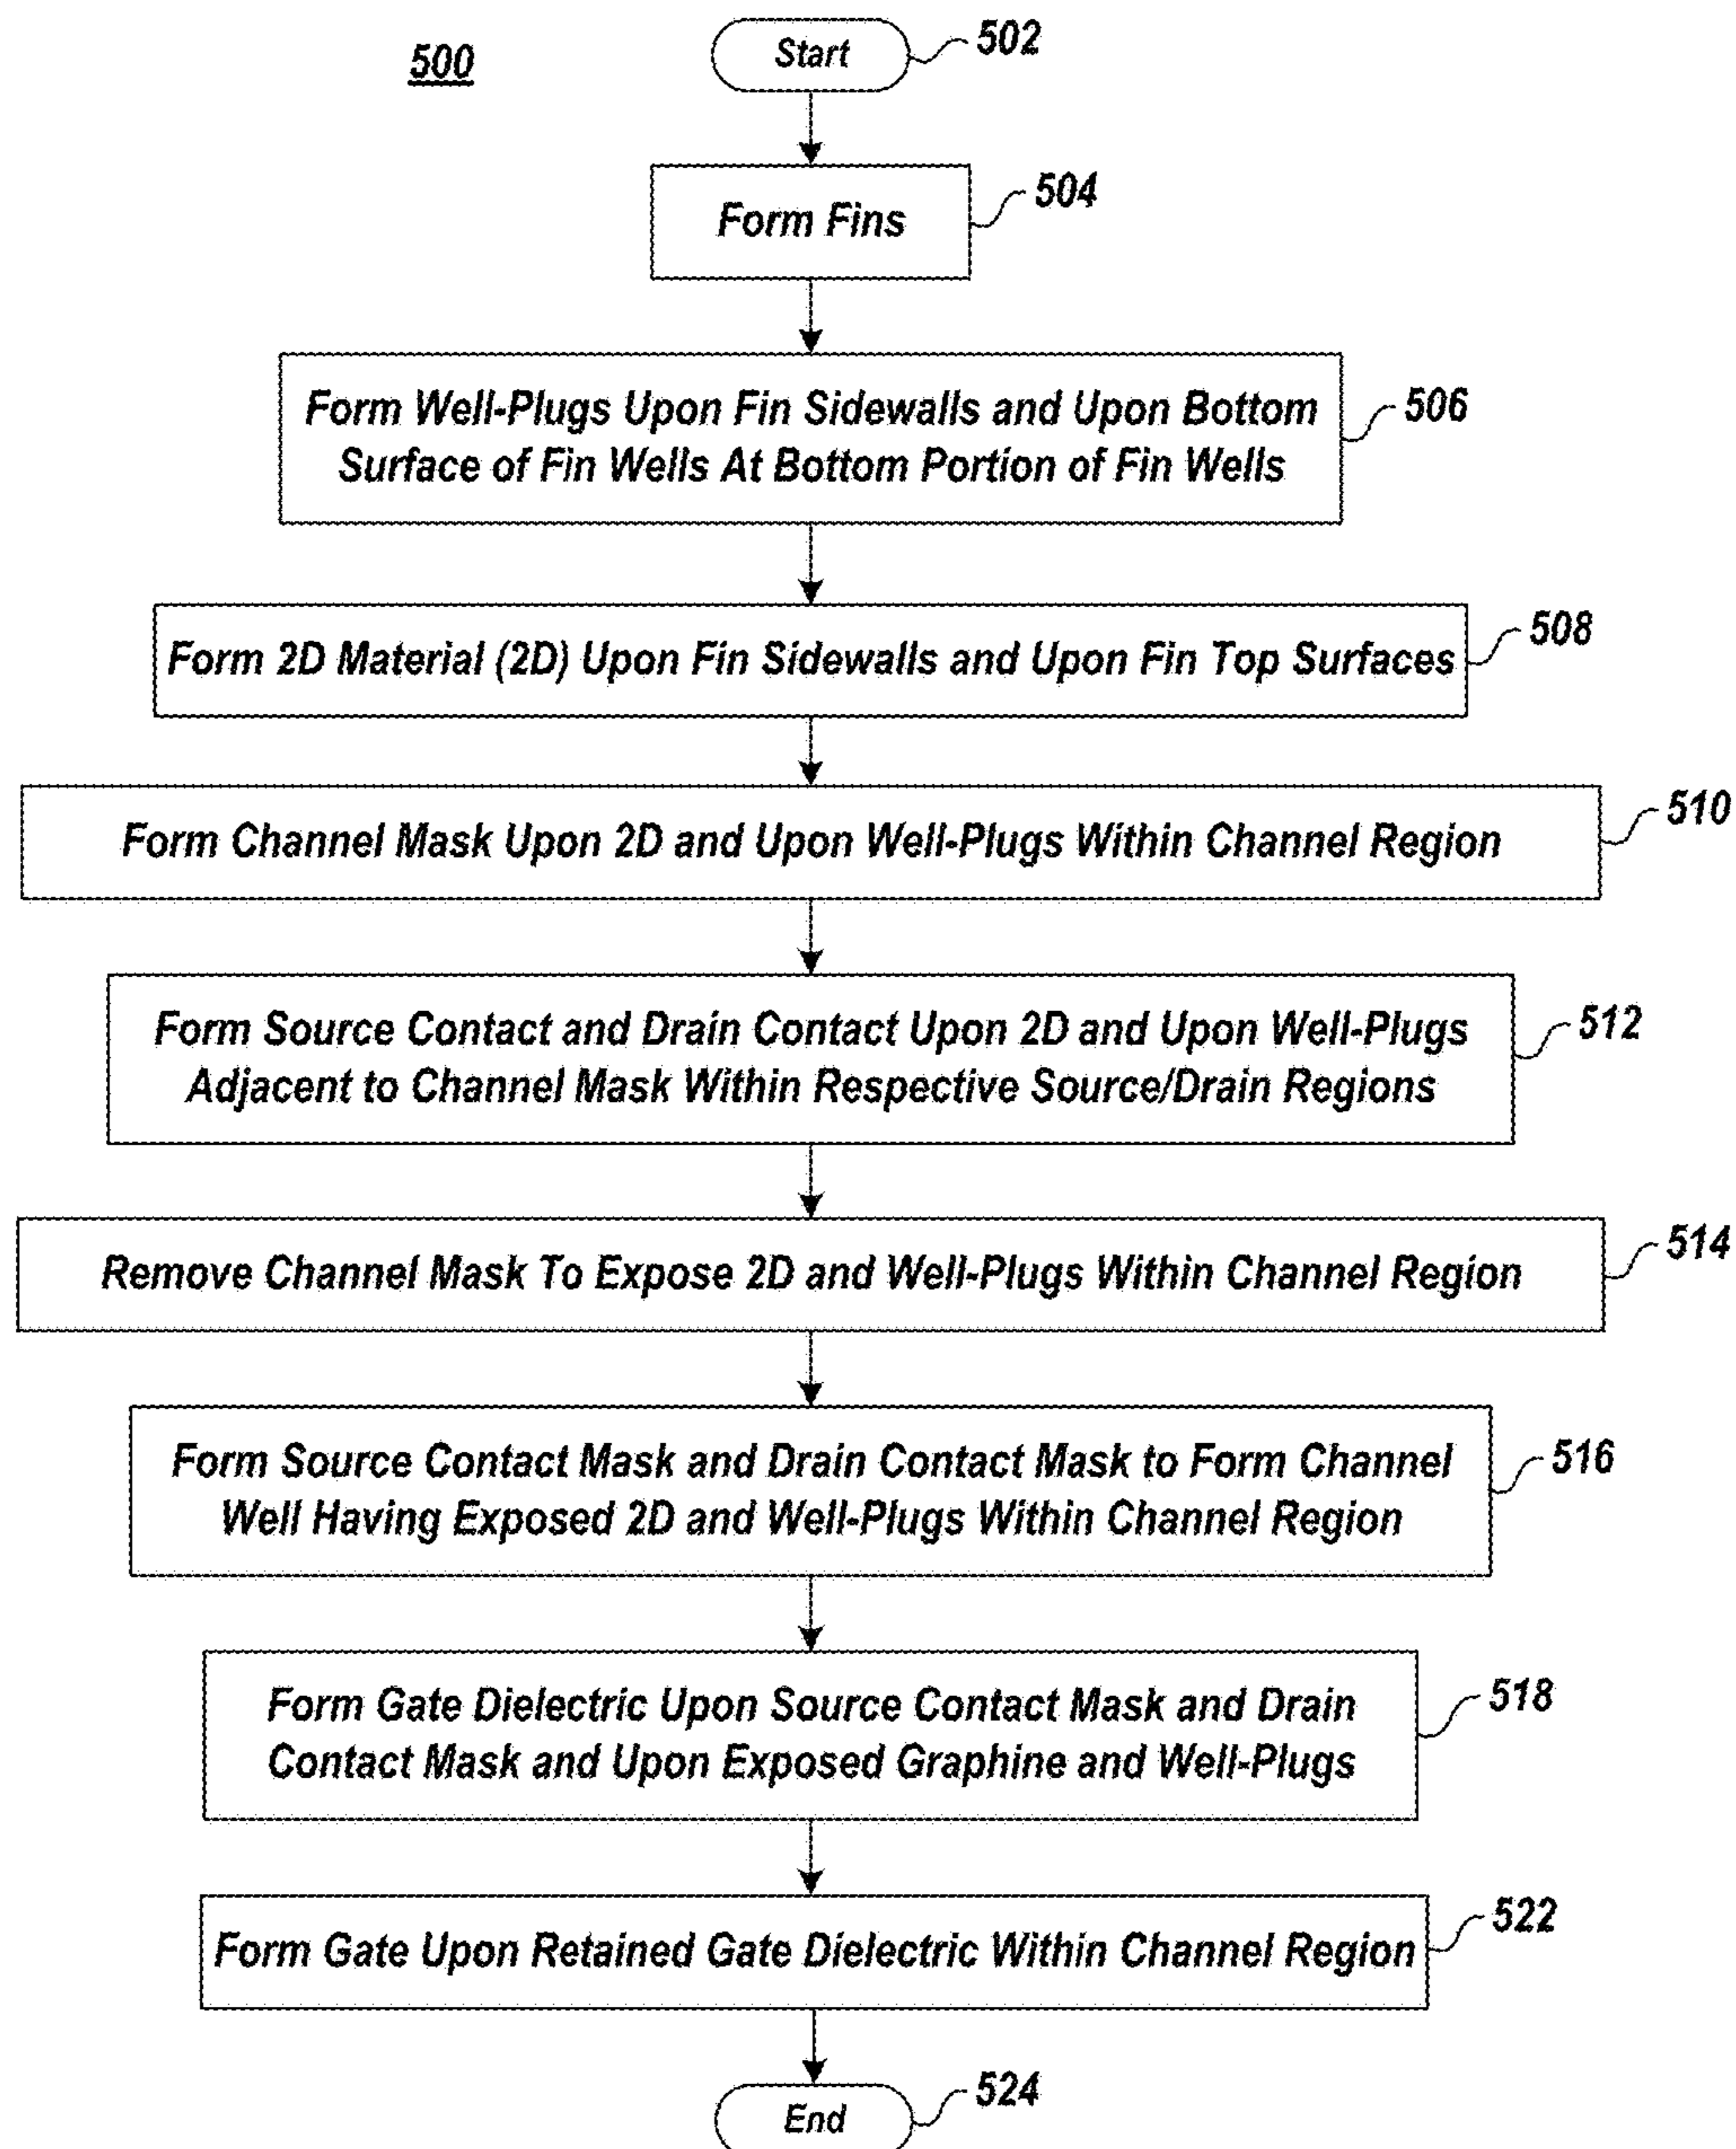 500
Start
502
Form Fins
504
Form Well-Plugs Upon Fin Sidewalls and Upon Bottom
Surface of Fin Wells At Bottom Portion of Fin Wells
506
Form 2D Material (2D) Upon Fin Sidewalls and Upon Fin Top Surfaces
508
Form Channel Mask Upon 2D and Upon Well-Plugs Within Channel Region
510
Form Source Contact and Drain Contact Upon 2D and Upon Well-Plugs
Adjacent to Channel Mask Within Respective Source/Drain Regions
512
Remove Channel Mask To Expose 2D and Well-Plugs Within Channel Region
514
Form Source Contact Mask and Drain Contact Mask to Form Channel
Well Having Exposed 2D and Well-Plugs Within Channel Region
516
Form Gate Dielectric Upon Source Contact Mask and Drain
Contact Mask and Upon Exposed Graphine and Well-Plugs
518
Form Gate Upon Retained Gate Dielectric Within Channel Region
522
End
524